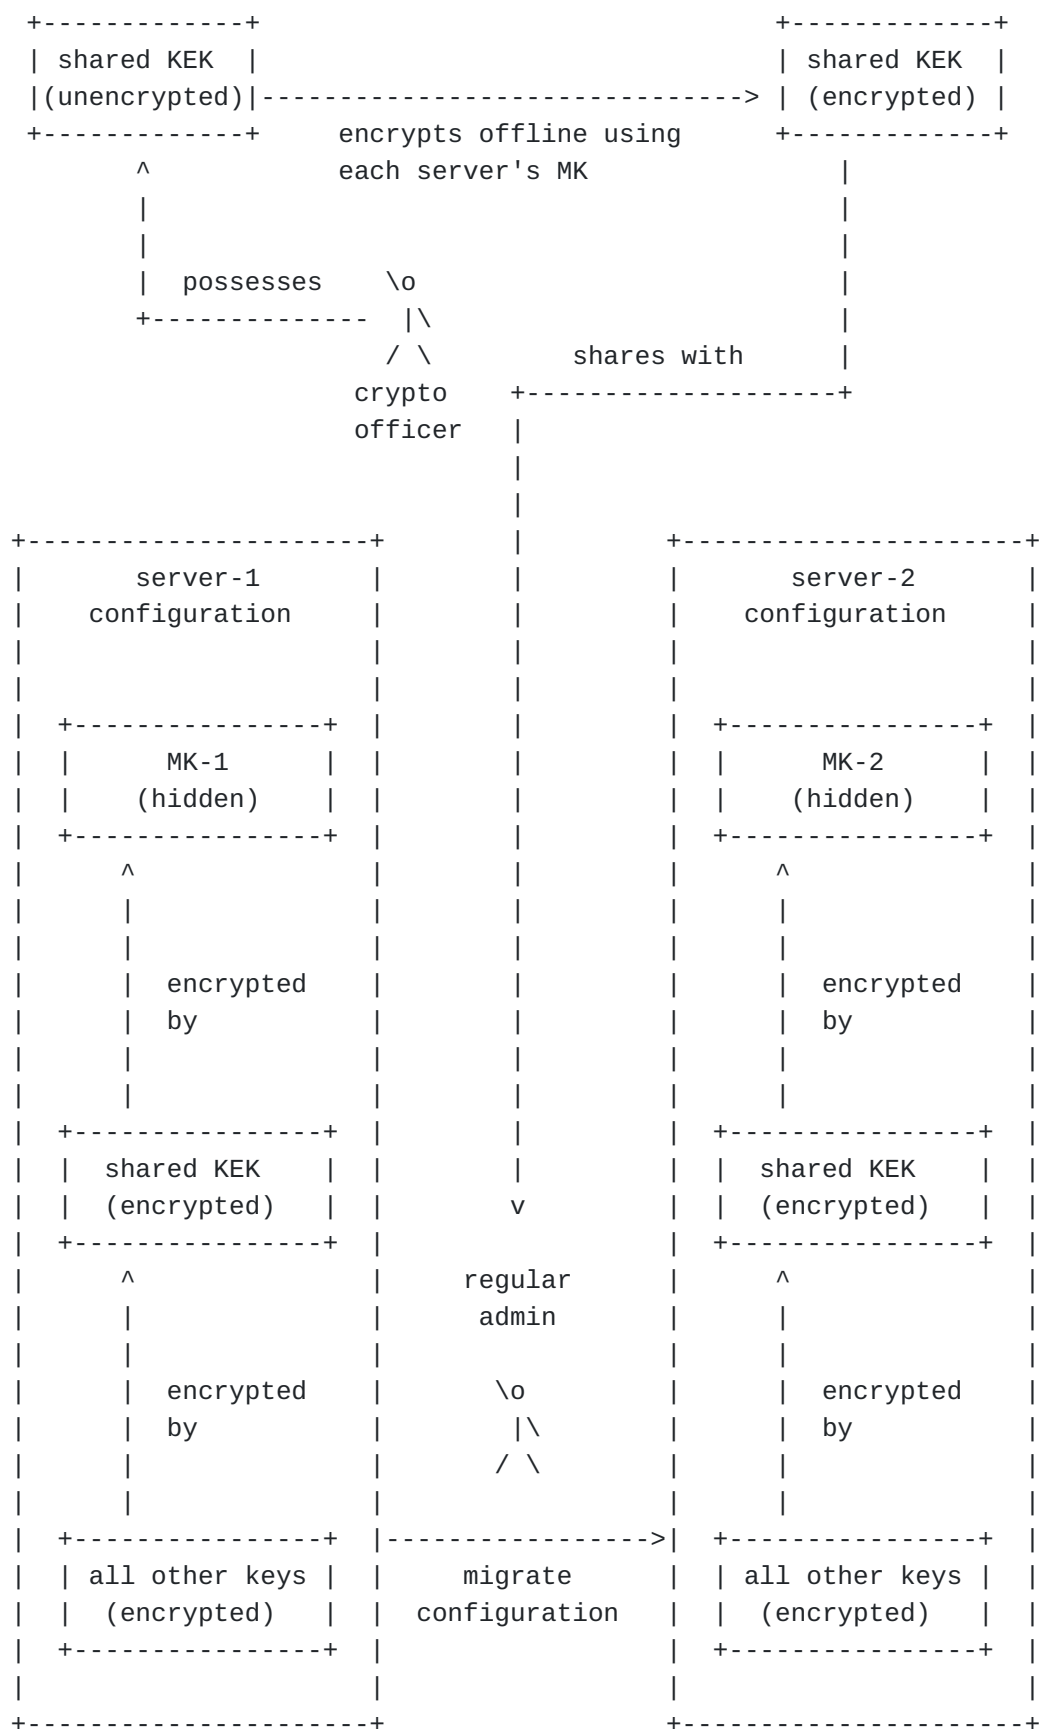 +-------------+                                 +-------------+
| shared KEK  |                                 | shared KEK  |
|(unencrypted)|-------------------------------> | (encrypted) |
+-------------+     encrypts offline using      +-------------+
       ^            each server's MK                |
       |                                            |
       |                                            |
       |  possesses    \o                           |
       +--------------  |\                          |
                       / \         shares with      |
                     crypto    +--------------------+
                     officer   |
                               |
                               |
+----------------------+       |         +----------------------+
|       server-1       |       |         |       server-2       |
|    configuration     |       |         |    configuration     |
|                      |       |         |                      |
|                      |       |         |                      |
|  +----------------+  |       |         |  +----------------+  |
|  |      MK-1      |  |       |         |  |      MK-2      |  |
|  |    (hidden)    |  |       |         |  |    (hidden)    |  |
|  +----------------+  |       |         |  +----------------+  |
|      ^               |       |         |      ^               |
|      |               |       |         |      |               |
|      |               |       |         |      |               |
|      |  encrypted    |       |         |      |  encrypted    |
|      |  by           |       |         |      |  by           |
|      |               |       |         |      |               |
|      |               |       |         |      |               |
|  +----------------+  |       |         |  +----------------+  |
|  |  shared KEK    |  |       |         |  |  shared KEK    |  |
|  |  (encrypted)   |  |       v         |  |  (encrypted)   |  |
|  +----------------+  |                 |  +----------------+  |
|      ^               |     regular     |      ^               |
|      |               |      admin      |      |               |
|      |               |                 |      |               |
|      |  encrypted    |       \o        |      |  encrypted    |
|      |  by           |        |\       |      |  by           |
|      |               |       / \       |      |               |
|      |               |                 |      |               |
|  +----------------+  |---------------->|  +----------------+  |
|  | all other keys |  |     migrate     |  | all other keys |  |
|  |  (encrypted)   |  |  configuration  |  |  (encrypted)   |  |
|  +----------------+  |                 |  +----------------+  |
|                      |                 |                      |
+----------------------+                 +----------------------+